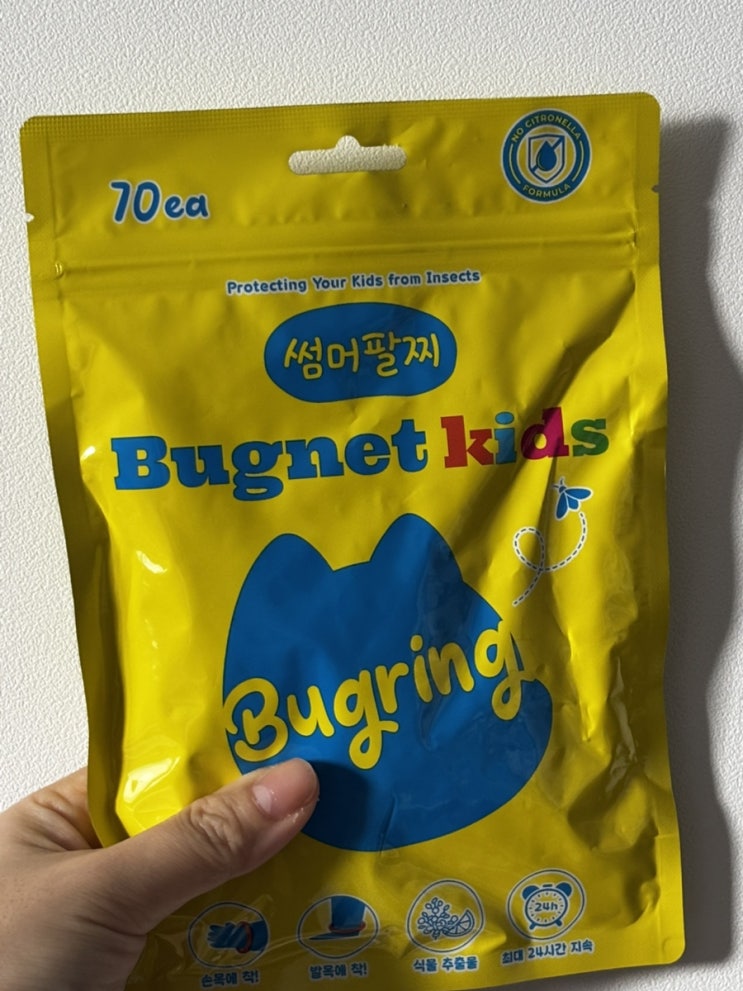 70ea
NO CITRONELLA
FORMULA
Protecting Your Kids from Insects
썸머팔찌
Bugnet kids
Bugring
24h
손목에 착!
발목에 착!
식물 추출물
최대 24시간 지속